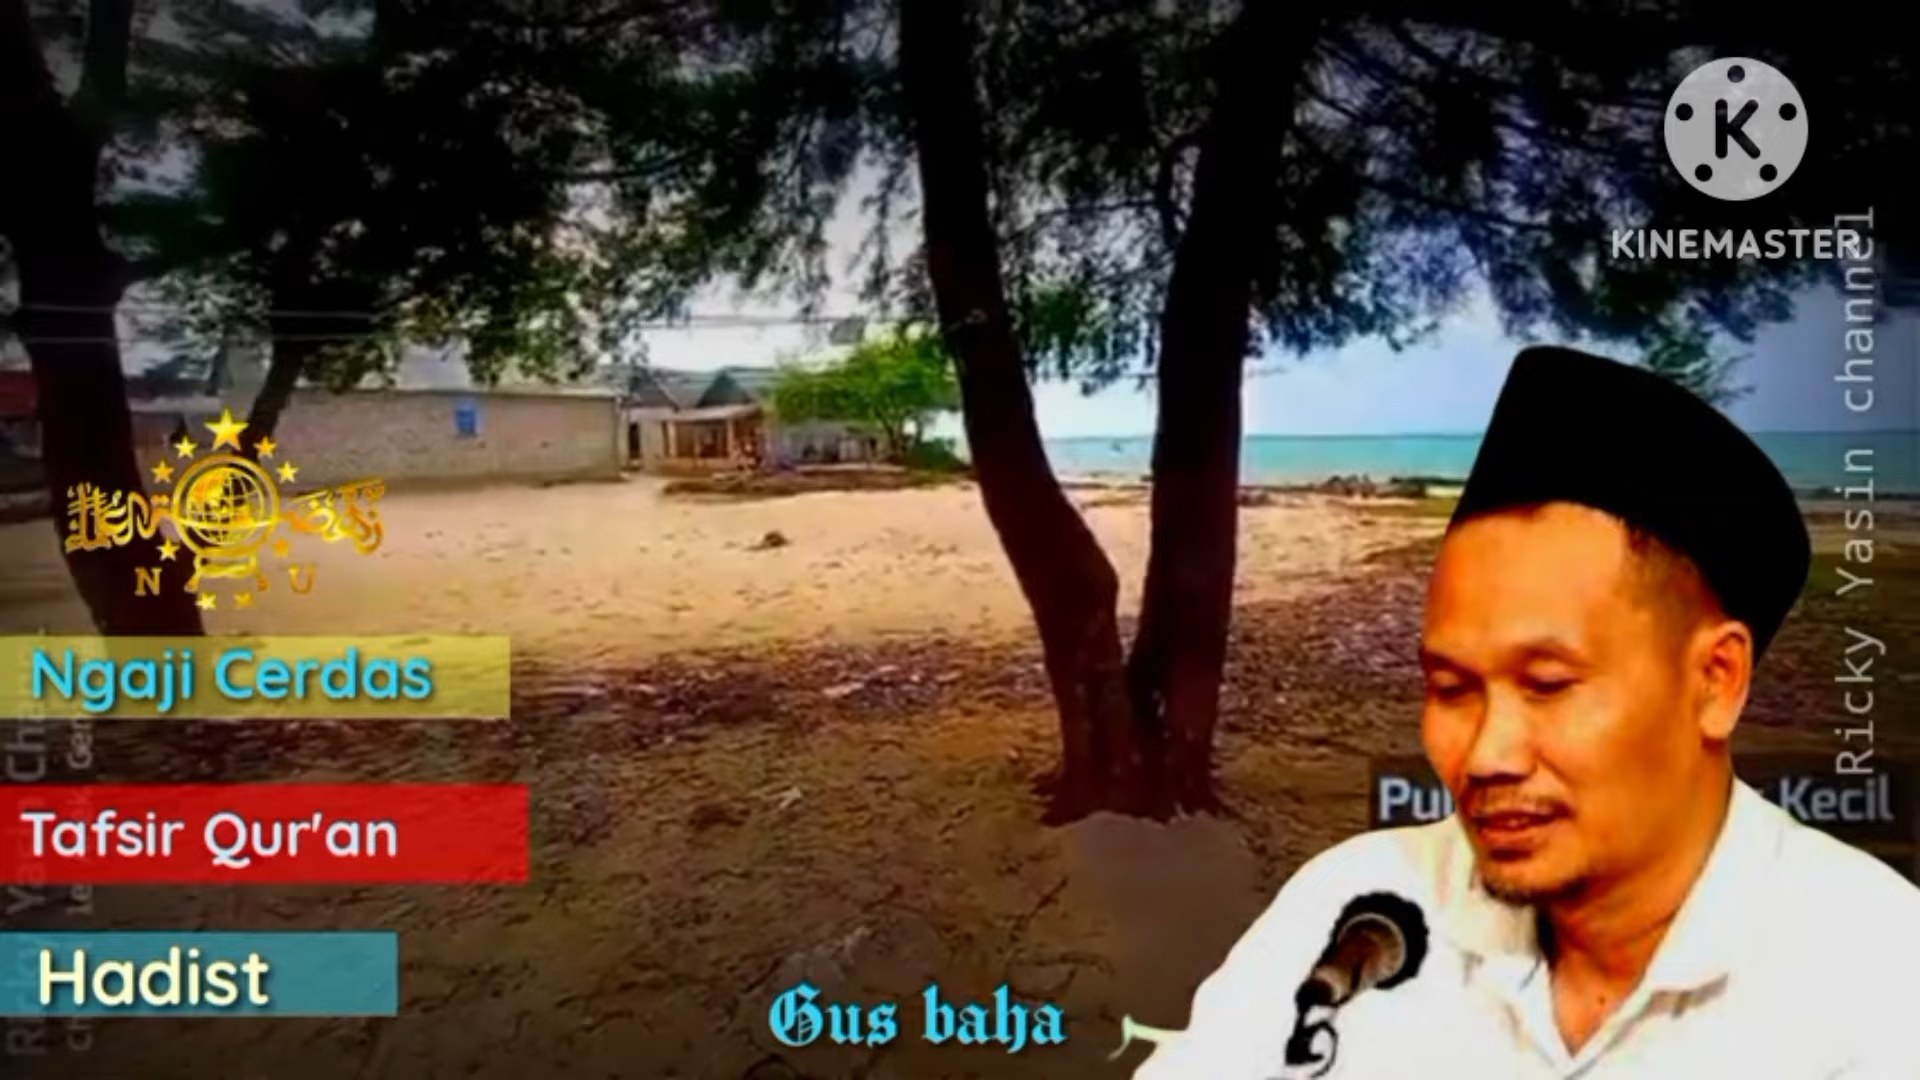 K
KINEMASTER
Ricky Yasin channel
N U
Ngaji Cerdas
Tafsir Qur'an
Hadist
Kecil
Gus baha